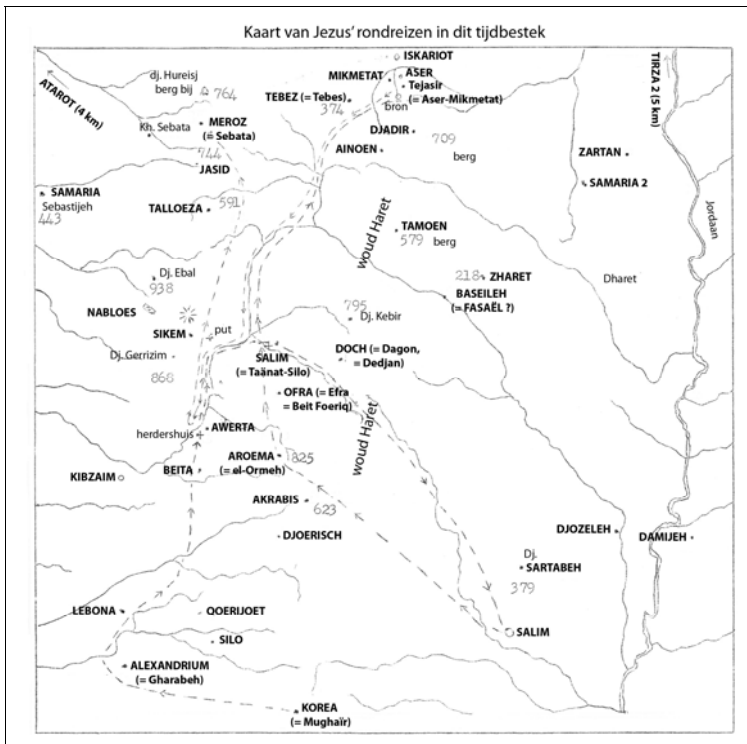 Kaart van Jezus' rondreizen in dit tijdbestek
ISKARIOT
ATAROT (4 km)
dj. Hureisj
berg bij
764
MIKMETAT
ASER
Tejasir
(= Aser-Mikmetat)
TEBEZ (= Tebes)
374
bron
TIRZA 2 (5 km)
Kh. Sebata
MEROZ
(= Sebata)
744
JASID
DJADIR
709
berg
AINOEN
ZARTAN
SAMARIA
Sebastijeh
443
TALLOEZA
591
SAMARIA 2
Jordaan
woud Haret
TAMOEN
579 berg
Dj. Ebal
938
218
ZHARET
Dharet
BASEILEH
(= FASAËL ?)
NABLOES
SIKEM
put
795
Dj. Kebir
Dj. Gerrizim
868
SALIM
(= Taänat-Silo)
DOCH (= Dagon,
= Dedjan)
OFRA (= Efra
= Beit Foeriq)
herdershuis
AWERTA
woud Haret
BEITA
AROEMA
(= el-Ormeh)
825
KIBZAIM
AKRABIS
623
DJOERISCH
DJOZELEH
DAMIJEH
Dj.
SARTABEH
379
LEBONA
QOERIJOET
SILO
SALIM
ALEXANDRIUM
(= Gharabeh)
KOREA
(= Mughaïr)